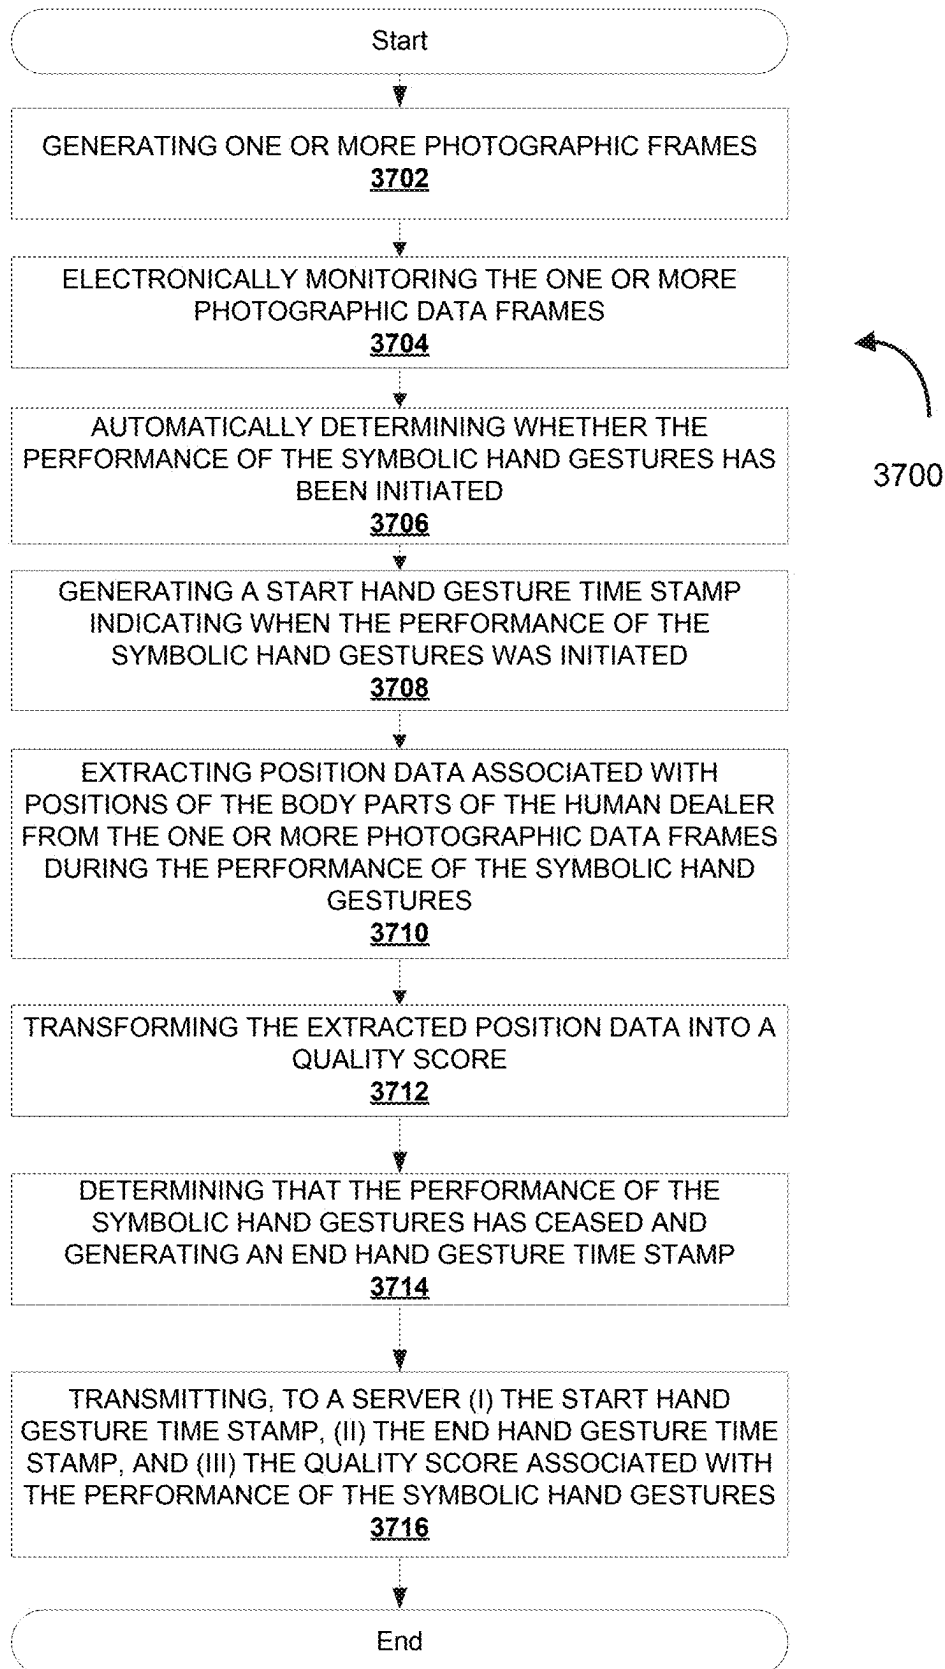 Start
GENERATING ONE OR MORE PHOTOGRAPHIC FRAMES
3702
ELECTRONICALLY MONITORING THE ONE OR MORE
PHOTOGRAPHIC DATA FRAMES
3704
AUTOMATICALLY DETERMINING WHETHER THE
PERFORMANCE OF THE SYMBOLIC HAND GESTURES HAS
BEEN INITIATED
3706
3700
GENERATING A START HAND GESTURE TIME STAMP
INDICATING WHEN THE PERFORMANCE OF THE
SYMBOLIC HAND GESTURES WAS INITIATED
3708
EXTRACTING POSITION DATA ASSOCIATED WITH
POSITIONS OF THE BODY PARTS OF THE HUMAN DEALER
FROM THE ONE OR MORE PHOTOGRAPHIC DATA FRAMES
DURING THE PERFORMANCE OF THE SYMBOLIC HAND
GESTURES
3710
TRANSFORMING THE EXTRACTED POSITION DATA INTO A
QUALITY SCORE
3712
DETERMINING THAT THE PERFORMANCE OF THE
SYMBOLIC HAND GESTURES HAS CEASED AND
GENERATING AN END HAND GESTURE TIME STAMP
3714
TRANSMITTING, TO A SERVER (I) THE START HAND
GESTURE TIME STAMP, (II) THE END HAND GESTURE TIME
STAMP, AND (III) THE QUALITY SCORE ASSOCIATED WITH
THE PERFORMANCE OF THE SYMBOLIC HAND GESTURES
3716
End